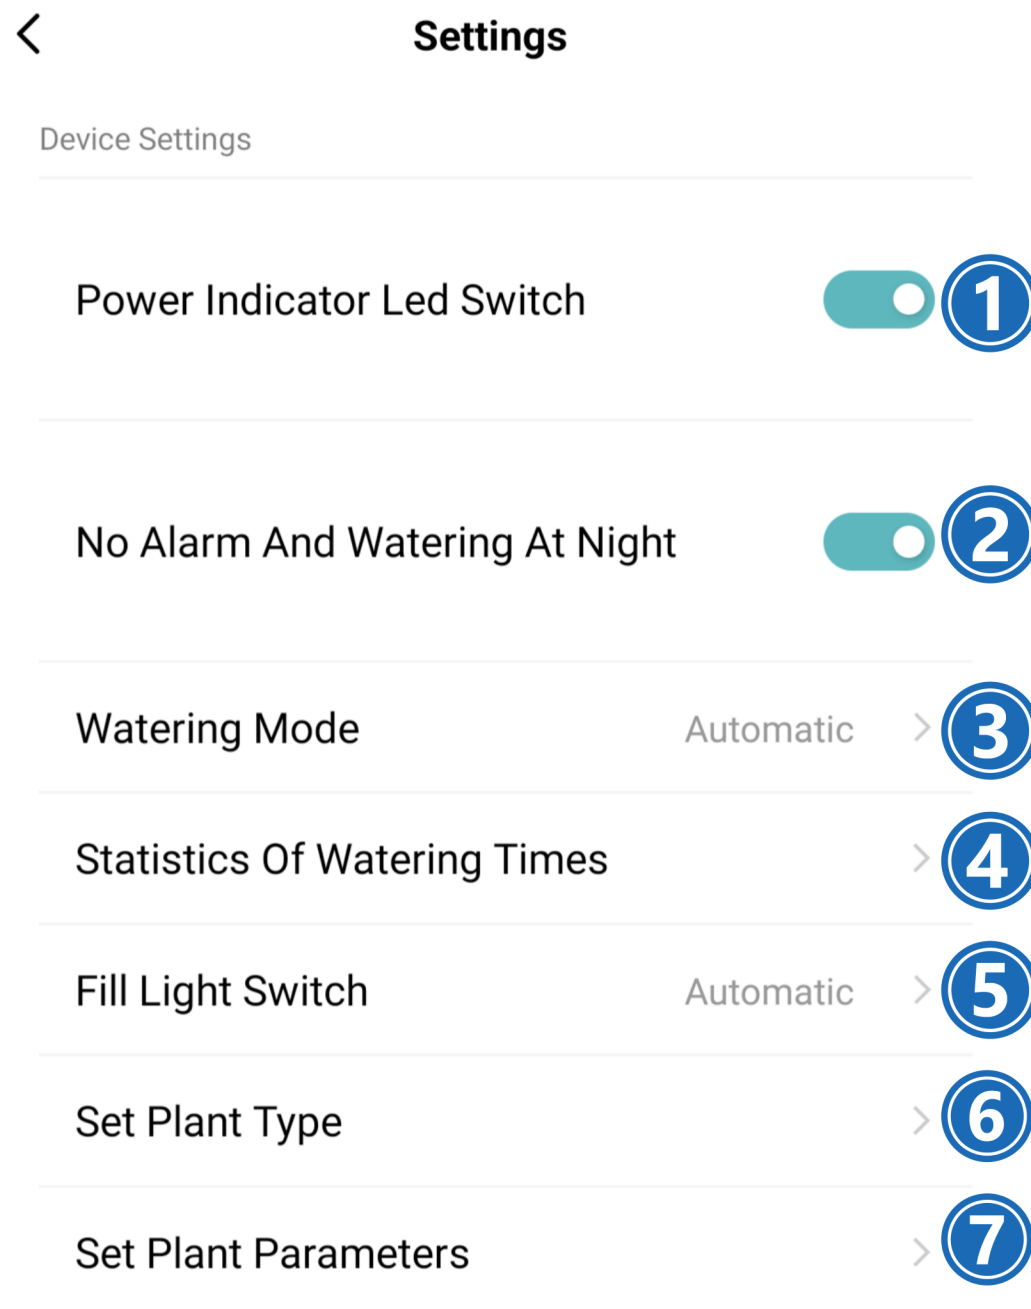 Settings
Device Settings
Power Indicator Led Switch 1
No Alarm And Watering At Night 2
Watering Mode Automatic 3
Statistics Of Watering Times 4
Fill Light Switch Automatic 5
Set Plant Type 6
Set Plant Parameters 7